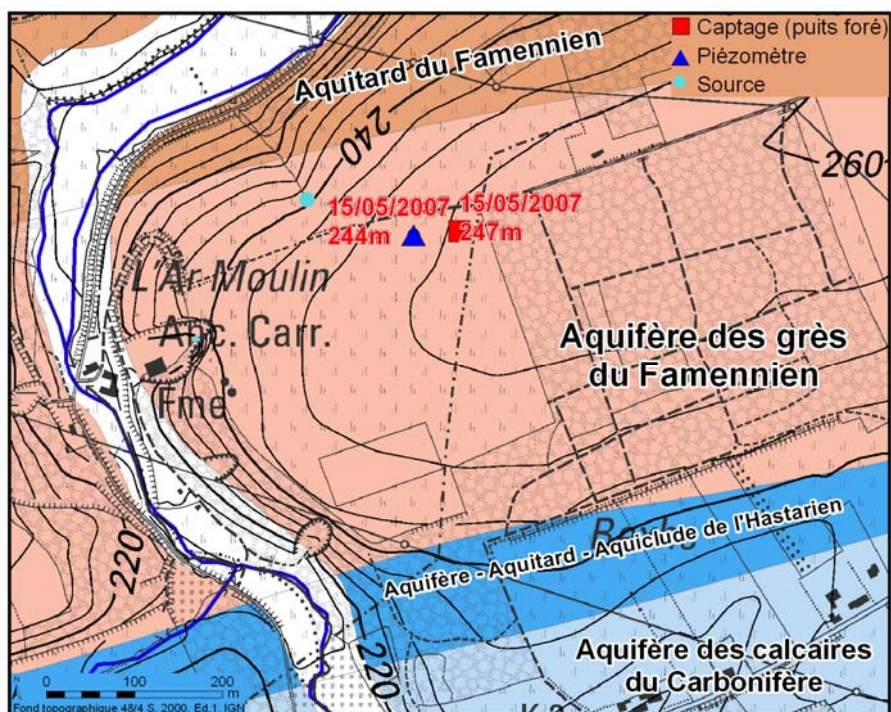 Captage (puits foré)
Piézomètre
Source
Aquitard du Famennien
240
260
15/05/2007
244m
15/05/2007
247m
L'Ar Moulin
Anc. Carr.
Fme
Aquifère des grès
du Famennien
220
Aquifère - Aquitard - Aquiclude de l'Hastarien
220
Aquifère des calcaires
du Carbonifère
0 100 200
m
Fond topographique 48/4 S, 2000, Ed.1, IGN